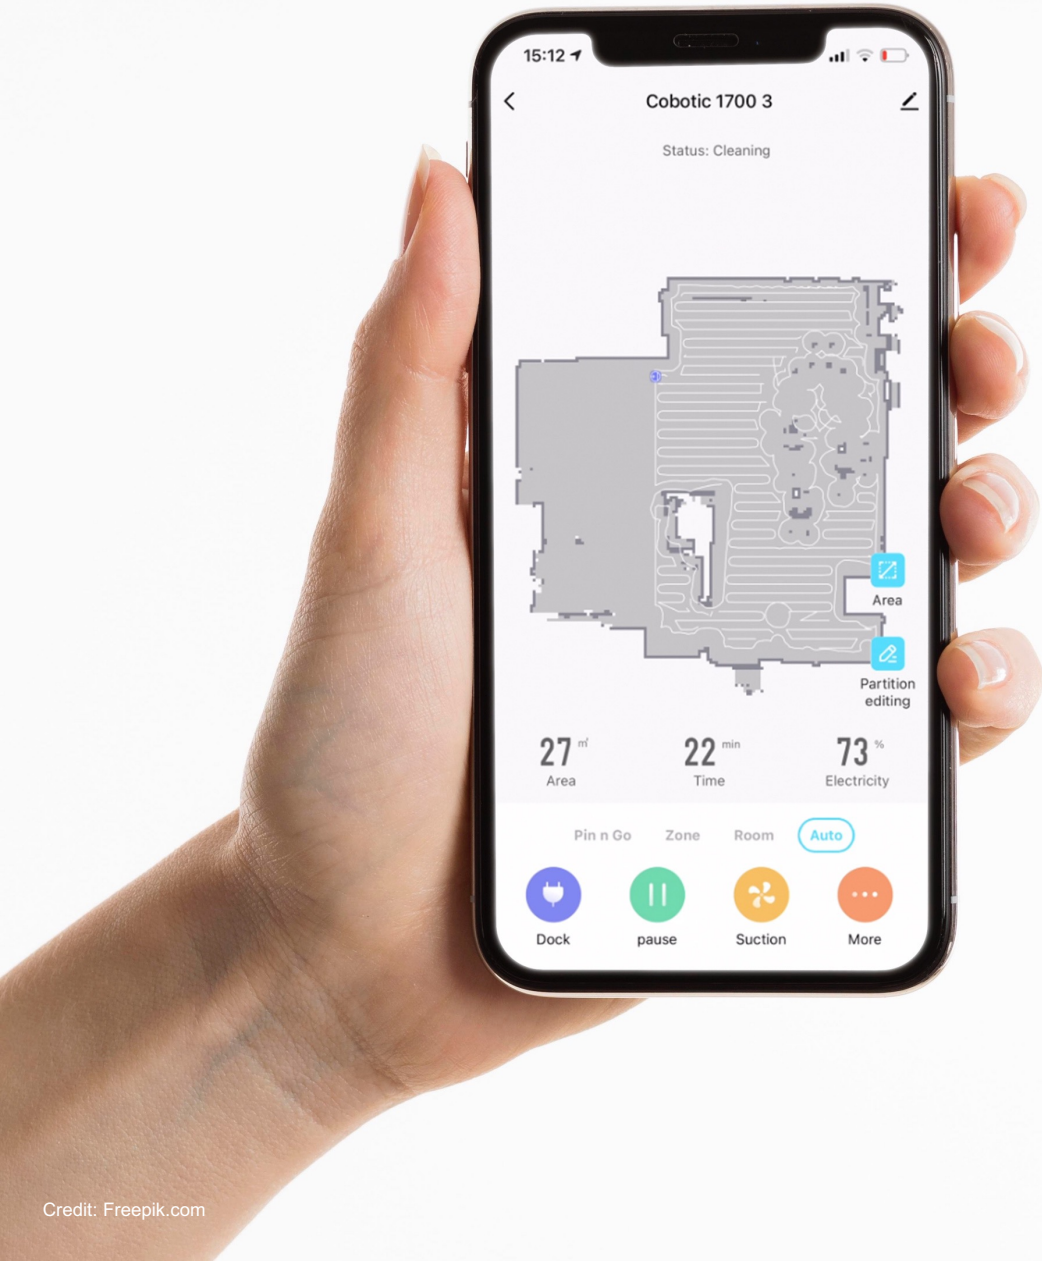 15:12
Cobotic 1700 3
Status: Cleaning
Area
Partition
editing
27 ㎡
22 min
73 %
Area
Time
Electricity
Pin n Go
Zone
Room
Auto
Dock
pause
Suction
More
Credit: Freepik.com